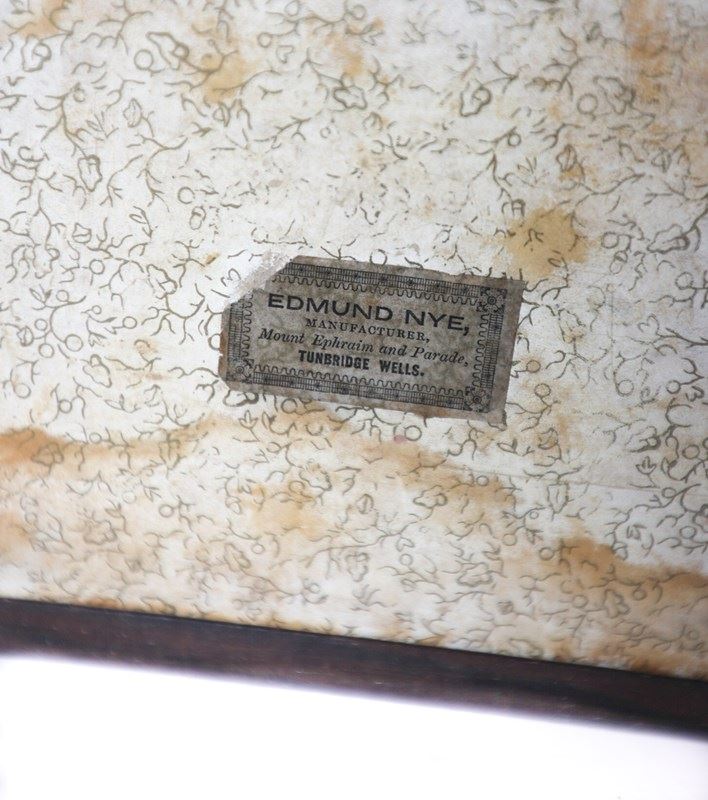 EDMUND NYE,
MANUFACTURER,
Mount Ephraim and Parade,
TUNBRIDGE WELLS.